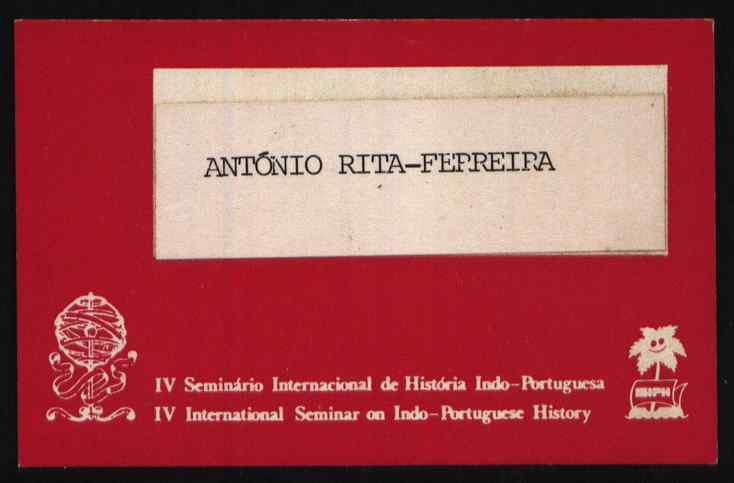 ANTÓNIO RITA-FERREIRA
IV Seminário Internacional de História Indo-Portuguesa
IV International Seminar on Indo-Portuguese History